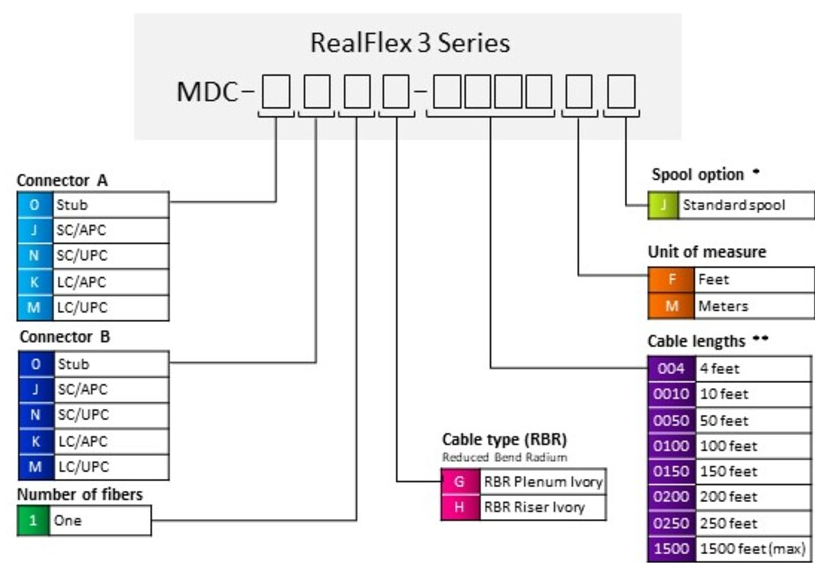 RealFlex 3 Series
MDC- -
Connector A
O Stub
J SC/APC
N SC/UPC
K LC/APC
M LC/UPC
Connector B
O Stub
J SC/APC
N SC/UPC
K LC/APC
M LC/UPC
Number of fibers
1 One
Cable type (RBR)
Reduced Bend Radium
G RBR Plenum Ivory
H RBR Riser Ivory
Spool option *
J Standard spool
Unit of measure
F Feet
M Meters
Cable lengths **
004 4 feet
0010 10 feet
0050 50 feet
0100 100 feet
0150 150 feet
0200 200 feet
0250 250 feet
1500 1500 feet (max)